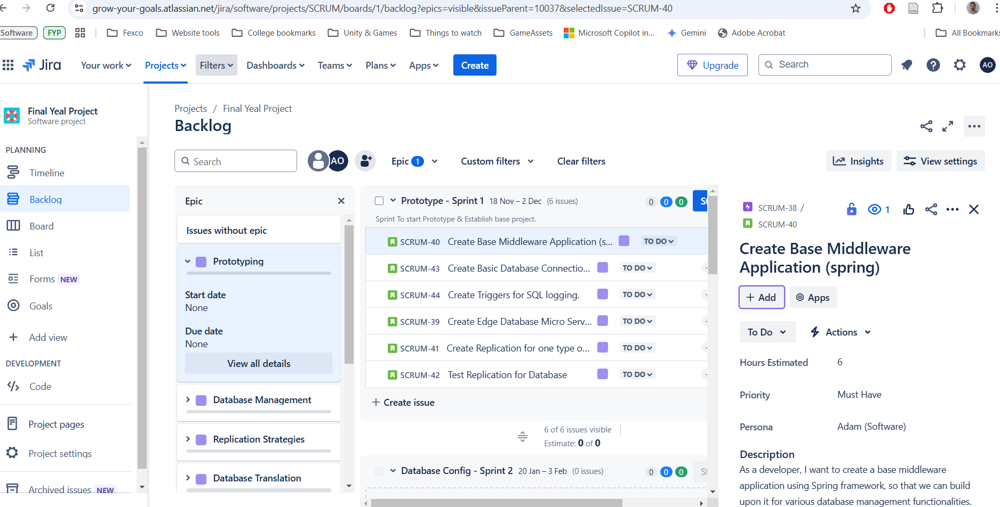 grow-your-goals.atlassian.net/jira/software/projects/SCRUM/boards/1/backlog?epics=visible&issueParent=10037&selectedIssue=SCRUM-40
Software FYP Fexco Website tools College bookmarks Unity & Games Things to watch GameAssets Microsoft Copilot in... Gemini Adobe Acrobat All Bookmarks
Jira Your work Projects Filters Dashboards Teams Plans Apps Create Upgrade Search AO
Final Yeal Project
Software project
PLANNING
Timeline
Backlog
Board
List
Forms NEW
Goals
Add view
DEVELOPMENT
Code
Project pages
Project settings
Archived issues NEW
Projects / Final Yeal Project
Backlog
Search AO Epic 1 Custom filters Clear filters Insights View settings
Epic
Issues without epic
Prototyping
Start date
None
Due date
None
View all details
Database Management
Replication Strategies
Database Translation
Prototype - Sprint 1 18 Nov – 2 Dec (6 issues) 0 0 0 St
Sprint To start Prototype & Establish base project.
SCRUM-40 Create Base Middleware Application (s... TO DO
SCRUM-43 Create Basic Database Connectio... TO DO -
SCRUM-44 Create Triggers for SQL logging. TO DO -
SCRUM-39 Create Edge Database Micro Serv... TO DO -
SCRUM-41 Create Replication for one type o... TO DO -
SCRUM-42 Test Replication for Database TO DO -
+ Create issue
6 of 6 issues visible
Estimate: 0 of 0
Database Config - Sprint 2 20 Jan – 3 Feb (0 issues) 0 0 0 St
SCRUM-38 /
SCRUM-40
1
Create Base Middleware
Application (spring)
+ Add Apps
To Do Actions
Hours Estimated 6
Priority Must Have
Persona Adam (Software)
Description
As a developer, I want to create a base middleware
application using Spring framework, so that we can build
upon it for various database management functionalities.